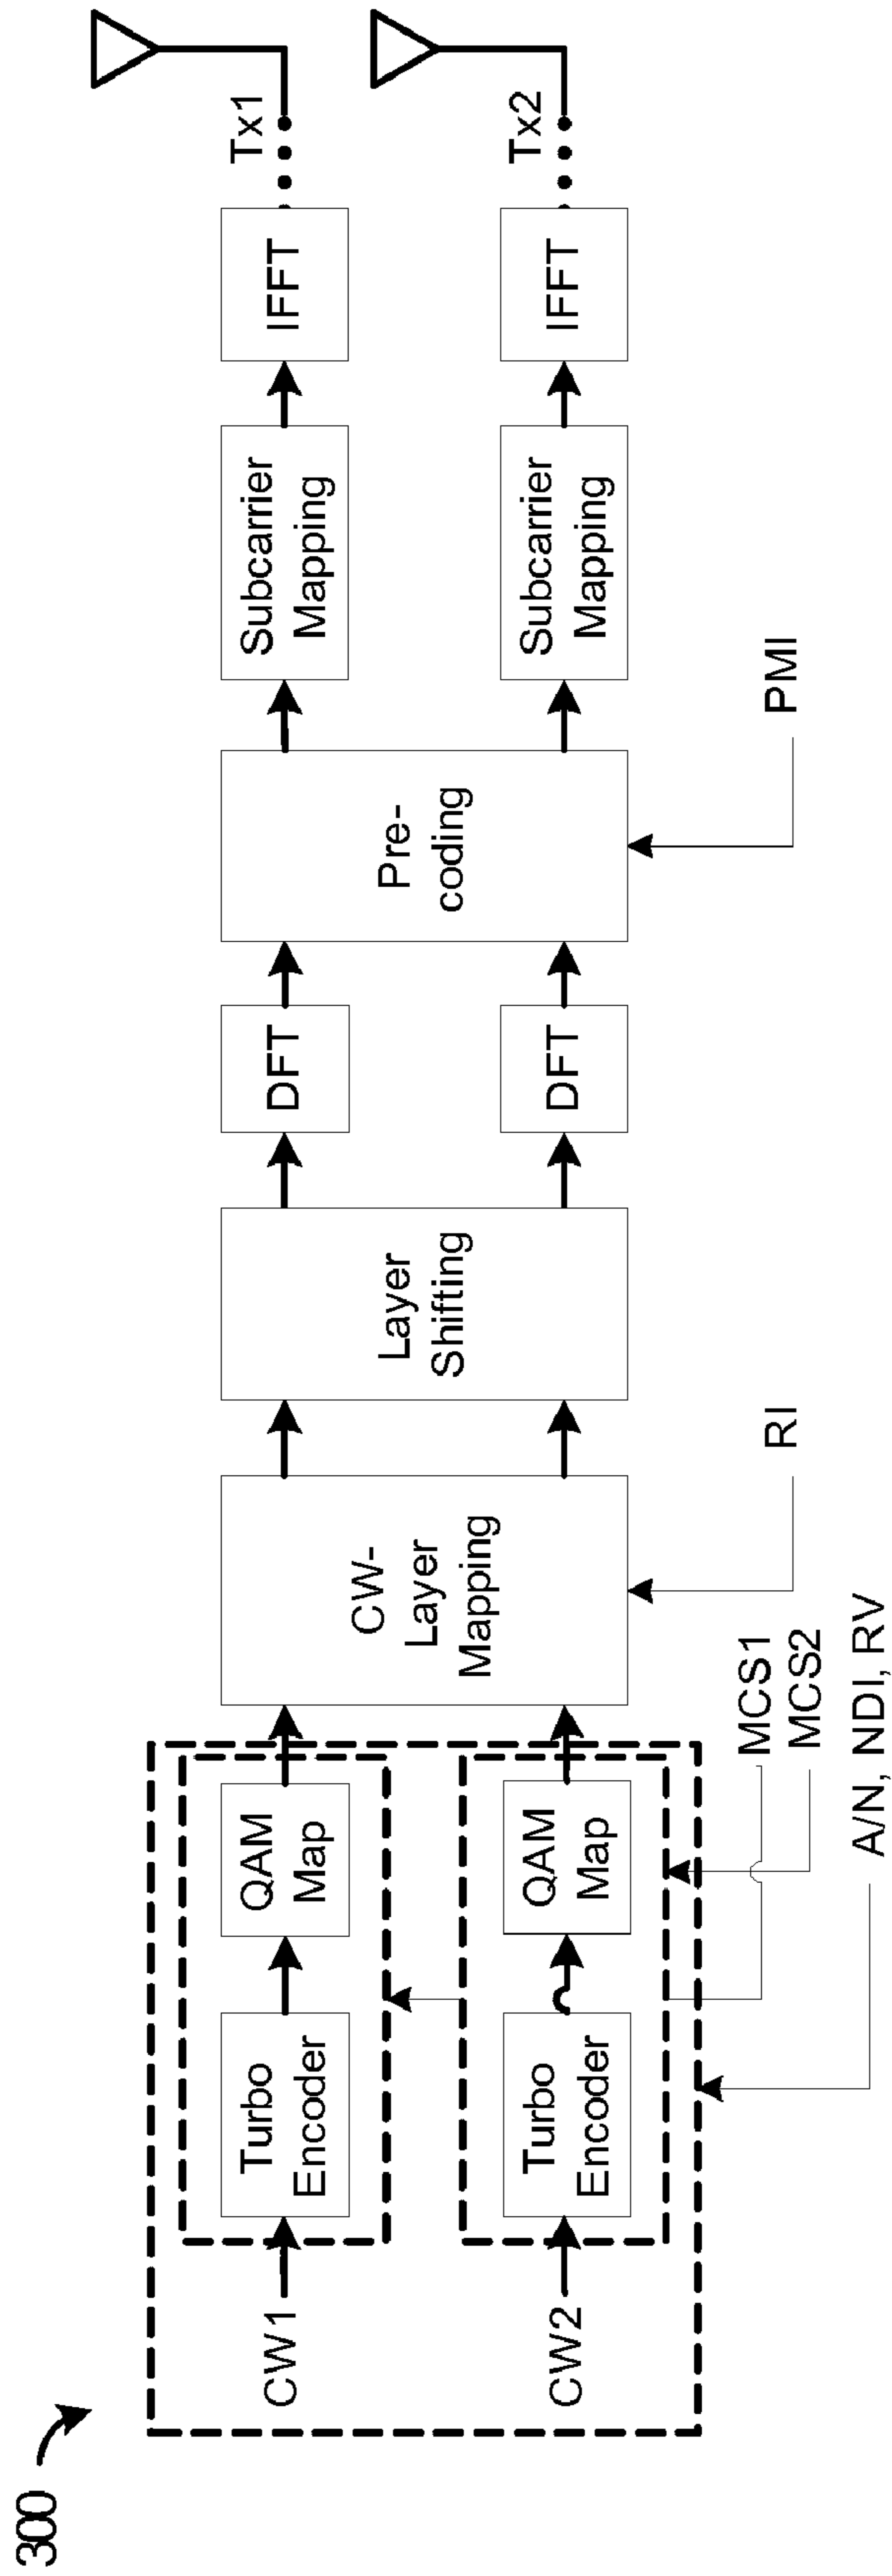 300
CW1
Turbo
Encoder
QAM
Map
CW2
Turbo
Encoder
QAM
Map
CW-
Layer
Mapping
Layer
Shifting
DFT
DFT
Pre-
coding
Subcarrier
Mapping
Subcarrier
Mapping
IFFT
IFFT
Tx1
Tx2
MCS1
MCS2
A/N, NDI, RV
RI
PMI